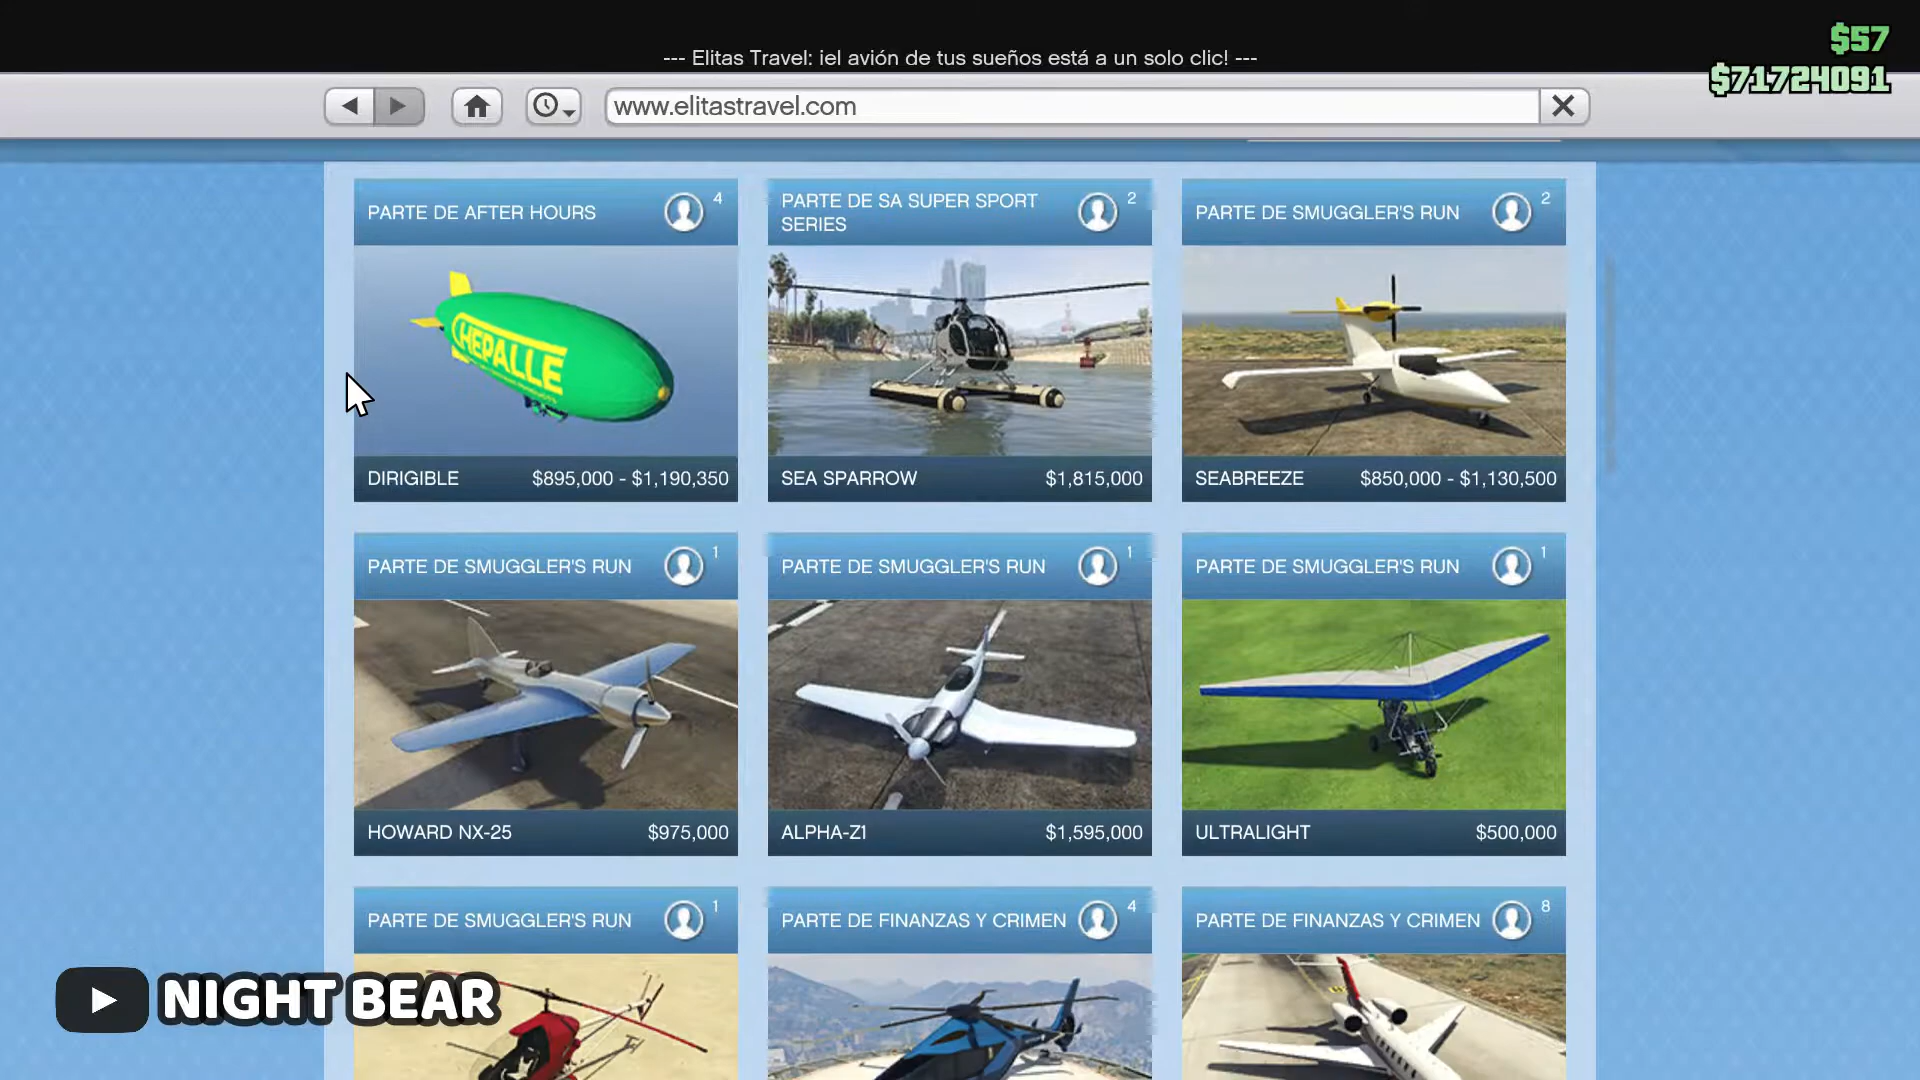 --- Elitas Travel: ¡el avión de tus sueños está a un solo clic! ---
$57
$71724091
www.elitastravel.com
PARTE DE AFTER HOURS 4
PARTE DE SA SUPER SPORT SERIES 2
PARTE DE SMUGGLER'S RUN 2
HEPALLE
DIRIGIBLE $895,000 - $1,190,350
SEA SPARROW $1,815,000
SEABREEZE $850,000 - $1,130,500
PARTE DE SMUGGLER'S RUN 1
PARTE DE SMUGGLER'S RUN 1
PARTE DE SMUGGLER'S RUN 1
HOWARD NX-25 $975,000
ALPHA-Z1 $1,595,000
ULTRALIGHT $500,000
PARTE DE SMUGGLER'S RUN 1
PARTE DE FINANZAS Y CRIMEN 4
PARTE DE FINANZAS Y CRIMEN 8
NIGHT BEAR